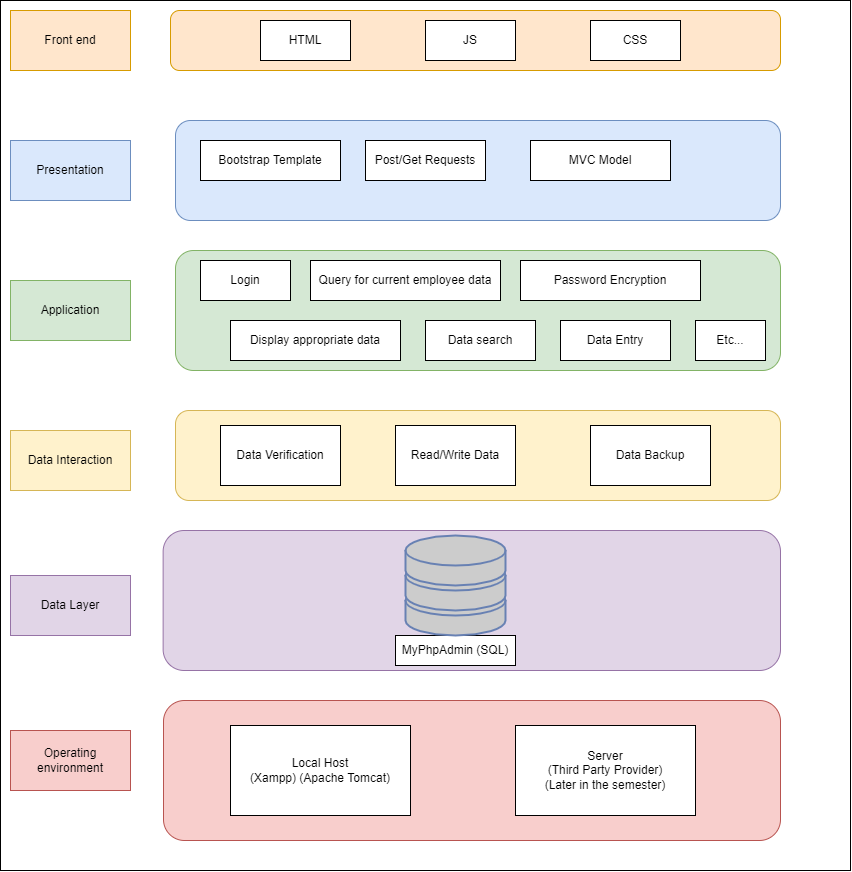 Front end
HTML
JS
CSS
Presentation
Bootstrap Template
Post/Get Requests
MVC Model
Application
Login
Query for current employee data
Password Encryption
Display appropriate data
Data search
Data Entry
Etc...
Data Interaction
Data Verification
Read/Write Data
Data Backup
Data Layer
MyPhpAdmin (SQL)
Operating
environment
Local Host
(Xampp) (Apache Tomcat)
Server
(Third Party Provider)
(Later in the semester)